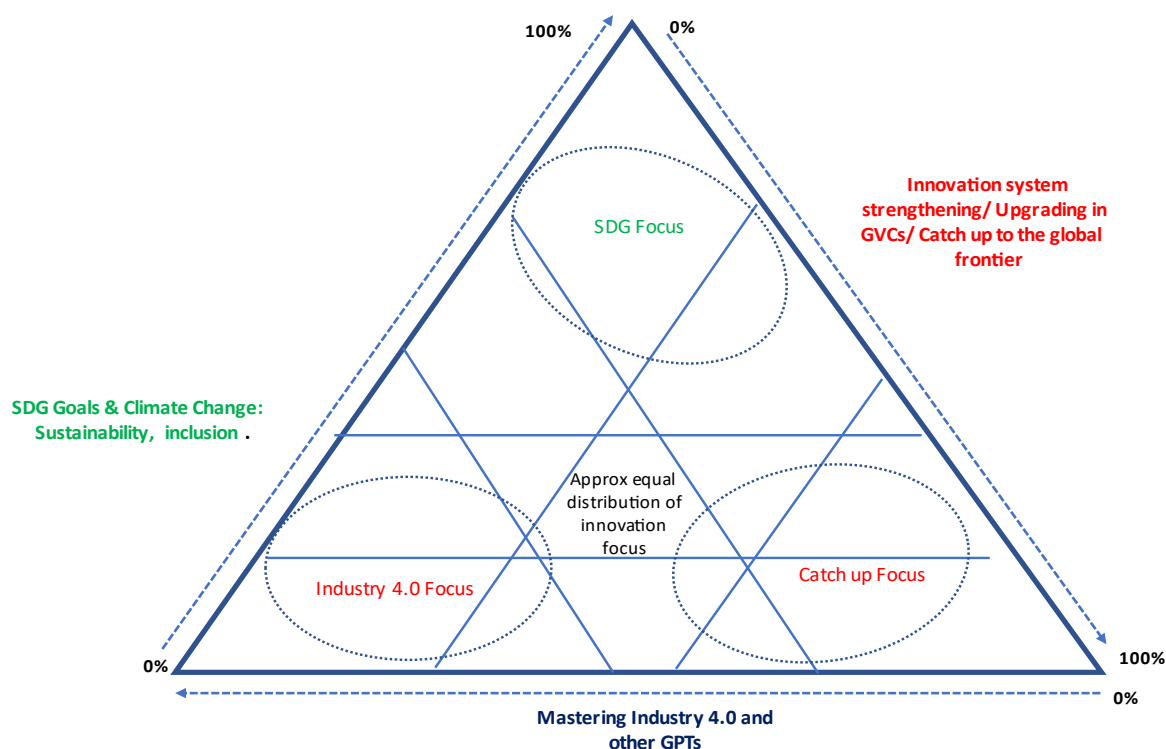 100%
0%
Innovation system
strengthening/ Upgrading in
GVCs/ Catch up to the global
frontier
SDG Focus
SDG Goals & Climate Change:
Sustainability, inclusion .
Approx equal
distribution of
innovation
focus
Industry 4.0 Focus
Catch up Focus
0%
100%
0%
Mastering Industry 4.0 and
other GPTs